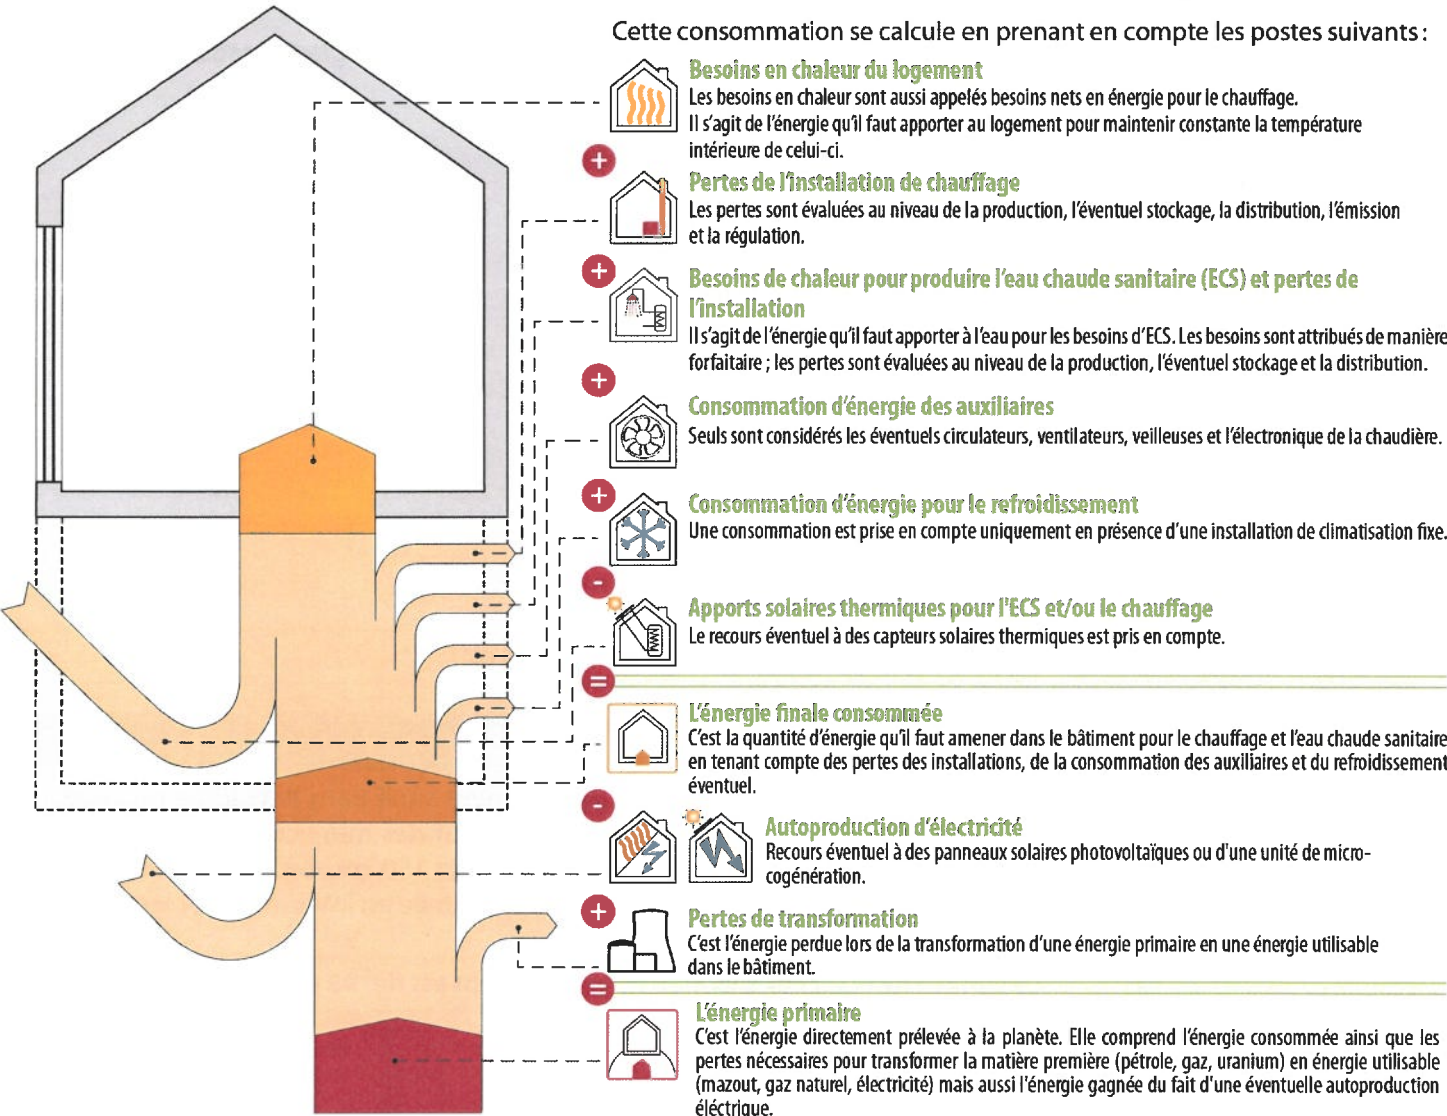 Cette consommation se calcule en prenant en compte les postes suivants :
Besoins en chaleur du logement
Les besoins en chaleur sont aussi appelés besoins nets en énergie pour le chauffage.
Il s'agit de l'énergie qu'il faut apporter au logement pour maintenir constante la température
intérieure de celui-ci.
+
Pertes de l'installation de chauffage
Les pertes sont évaluées au niveau de la production, l'éventuel stockage, la distribution, l'émission
et la régulation.
+
Besoins de chaleur pour produire l'eau chaude sanitaire (ECS) et pertes de
l'installation
Il s'agit de l'énergie qu'il faut apporter à l'eau pour les besoins d'ECS. Les besoins sont attribués de manière
forfaitaire ; les pertes sont évaluées au niveau de la production, l'éventuel stockage et la distribution.
+
Consommation d'énergie des auxiliaires
Seuls sont considérés les éventuels circulateurs, ventilateurs, veilleuses et l'électronique de la chaudière.
+
Consommation d'énergie pour le refroidissement
Une consommation est prise en compte uniquement en présence d'une installation de climatisation fixe.
-
Apports solaires thermiques pour l'ECS et/ou le chauffage
Le recours éventuel à des capteurs solaires thermiques est pris en compte.
=
L'énergie finale consommée
C'est la quantité d'énergie qu'il faut amener dans le bâtiment pour le chauffage et l'eau chaude sanitaire
en tenant compte des pertes des installations, de la consommation des auxiliaires et du refroidissement
éventuel.
-
Autoproduction d'électricité
Recours éventuel à des panneaux solaires photovoltaïques ou d'une unité de micro-
cogénération.
+
Pertes de transformation
C'est l'énergie perdue lors de la transformation d'une énergie primaire en une énergie utilisable
dans le bâtiment.
=
L'énergie primaire
C'est l'énergie directement prélevée à la planète. Elle comprend l'énergie consommée ainsi que les
pertes nécessaires pour transformer la matière première (pétrole, gaz, uranium) en énergie utilisable
(mazout, gaz naturel, électricité) mais aussi l'énergie gagnée du fait d'une éventuelle autoproduction
éléctrique.